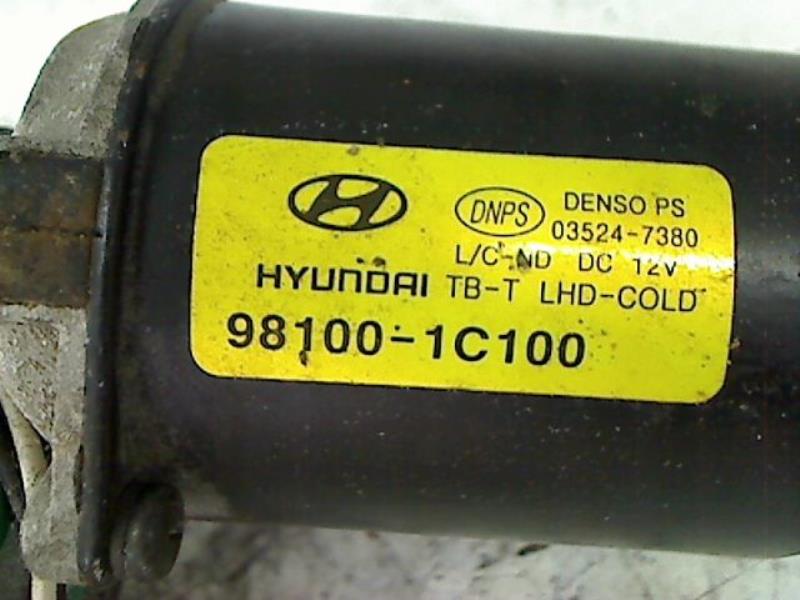 DNPS DENSO PS
03524-7380
L/C-ND DC 12V
HYUNDAI TB-T LHD-COLD
98100-1C100